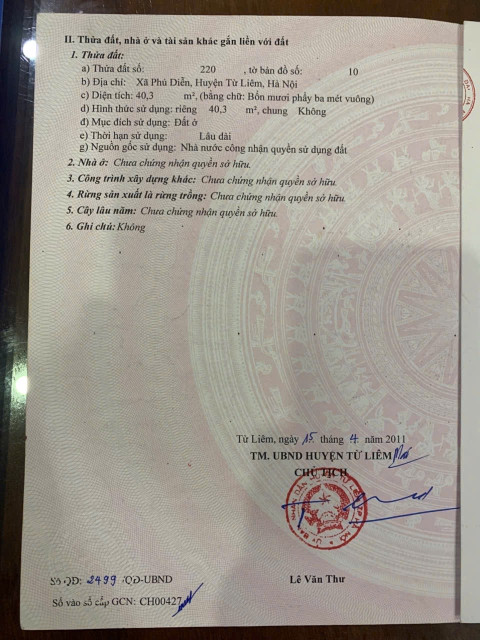 II. Thửa đất, nhà ở và tài sản khác gắn liền với đất
1. Thửa đất:
a) Thửa đất số: 220 , tờ bản đồ số: 10
b) Địa chỉ: Xã Phú Diễn, Huyện Từ Liêm, Hà Nội
c) Diện tích: 40,3 m², (bằng chữ: Bốn mươi phẩy ba mét vuông)
d) Hình thức sử dụng: riêng 40,3 m², chung Không
đ) Mục đích sử dụng: Đất ở
e) Thời hạn sử dụng: Lâu dài
g) Nguồn gốc sử dụng: Nhà nước công nhận quyền sử dụng đất
2. Nhà ở: Chưa chứng nhận quyền sở hữu.
3. Công trình xây dựng khác: Chưa chứng nhận quyền sở hữu.
4. Rừng sản xuất là rừng trồng: Chưa chứng nhận quyền sở hữu.
5. Cây lâu năm: Chưa chứng nhận quyền sở hữu.
6. Ghi chú: Không
Từ Liêm, ngày 15 tháng 4 năm 2011
TM. UBND HUYỆN TỪ LIÊM
CHỦ TỊCH
Lê Văn Thư
Số QĐ: 2499 /QĐ-UBND
Số vào sổ cấp GCN: CH00427